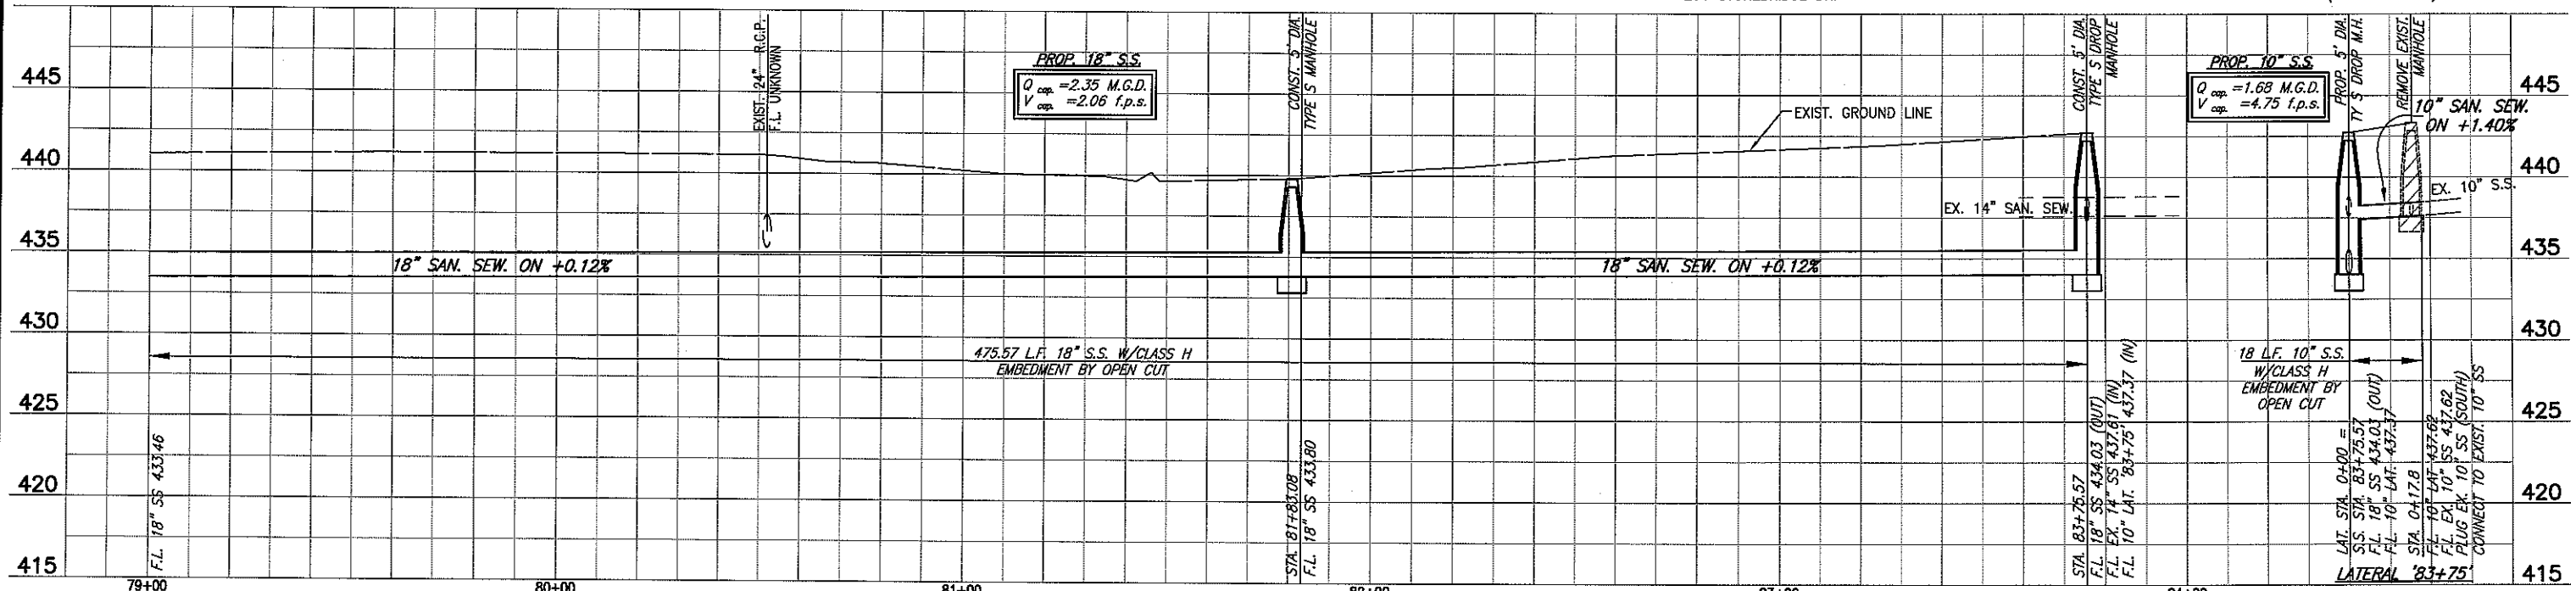 445
440
435
430
425
420
415
EXIST. 24" R.C.P.
F.L. UNKNOWN
PROP. 18" S.S.
Q cap. =2.35 M.G.D.
V cap. =2.06 f.p.s.
CONST. 5' DIA.
TYPE S MANHOLE
EXIST. GROUND LINE
CONST. 5' DIA.
TYPE S DROP
MANHOLE
PROP. 10" S.S.
Q cap. =1.68 M.G.D.
V cap. =4.75 f.p.s.
PROP. 5' DIA.
TY S DROP M.H.
REMOVE EXIST.
MANHOLE
10" SAN. SEW.
ON +1.40%
EX. 10" S.S.
EX. 14" SAN. SEW.
18" SAN. SEW. ON +0.12%
18" SAN. SEW. ON +0.12%
475.57 L.F. 18" S.S. W/CLASS H
EMBEDMENT BY OPEN CUT
18 L.F. 10" S.S.
W/CLASS H
EMBEDMENT BY
OPEN CUT
F.L. 18" SS 433.46
STA. 81+83.08
F.L. 18" SS 433.80
STA. 83+75.57
F.L. 18" SS 434.03 (OUT)
F.L. EX. 14" SS 437.61 (IN)
F.L. 10" LAT. '83+75' 437.37 (IN)
LAT. STA. 0+00 =
S.S. STA. 83+75.57
F.L. 18" SS 434.03 (OUT)
F.L. 10" LAT. 437.37
STA. 0+17.8
F.L. 10" LAT 437.62
F.L. EX. 10" SS 437.62
PLUG EX. 10" SS (SOUTH)
CONNECT TO EXIST. 10" SS
LATERAL '83+75'
445
440
435
430
425
420
415
79+00
80+00
81+00